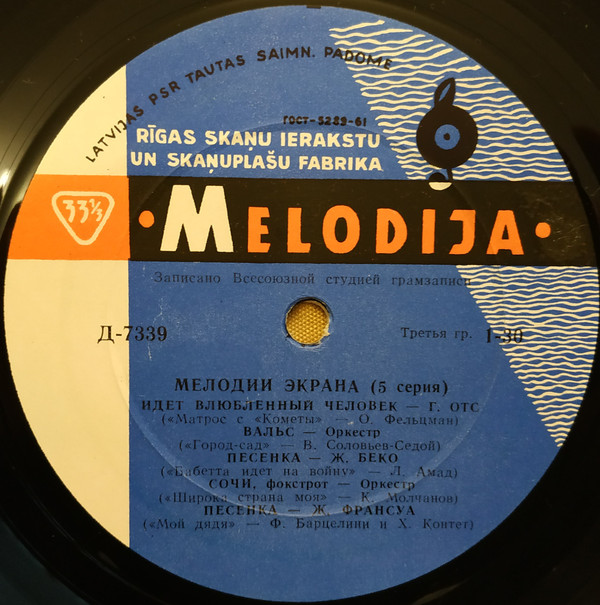 LATVIJAS PSR TAUTAS SAIMN. PADOME
ГОСТ-5289-61
RĪGAS SKAŅU IERAKSTU
UN SKAŅUPLAŠU FABRIKA
33⅓
•MELODIJA•
Записано Всесоюзной студией грамзаписи
Д-7339
Третья гр. 1-30
МЕЛОДИИ ЭКРАНА (5 серия)
ИДЕТ ВЛЮБЛЕННЫЙ ЧЕЛОВЕК — Г. ОТС
(«Матрос с «Кометы» — О. Фельцман)
ВАЛЬС — Оркестр
(«Город-сад» — В. Соловьев-Седой)
ПЕСЕНКА — Ж. БЕКО
(«Бабетта идет на войну» — Л. Амад)
СОЧИ, фокстрот — Оркестр
(«Широка страна моя» — К. Молчанов)
ПЕСЕНКА — Ж. ФРАНСУА
(«Мой дядя» — Ф. Барцелини и Х. Контет)